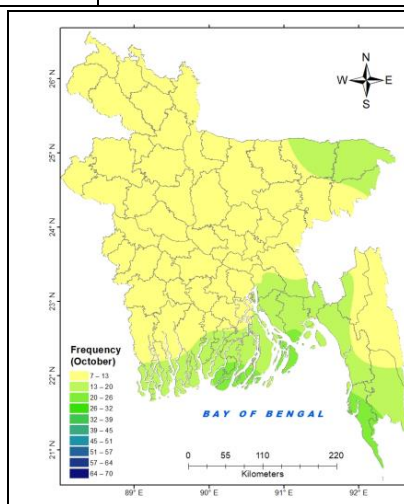 N
W E
S
26°N
25°N
24°N
23°N
22°N
21°N
Frequency
(October)
7 – 13
13 – 20
20 – 26
26 – 32
32 – 39
39 – 45
45 – 51
51 – 57
57 – 64
64 – 70
BAY OF BENGAL
0 55 110 220
Kilometers
89°E 90°E 91°E 92°E